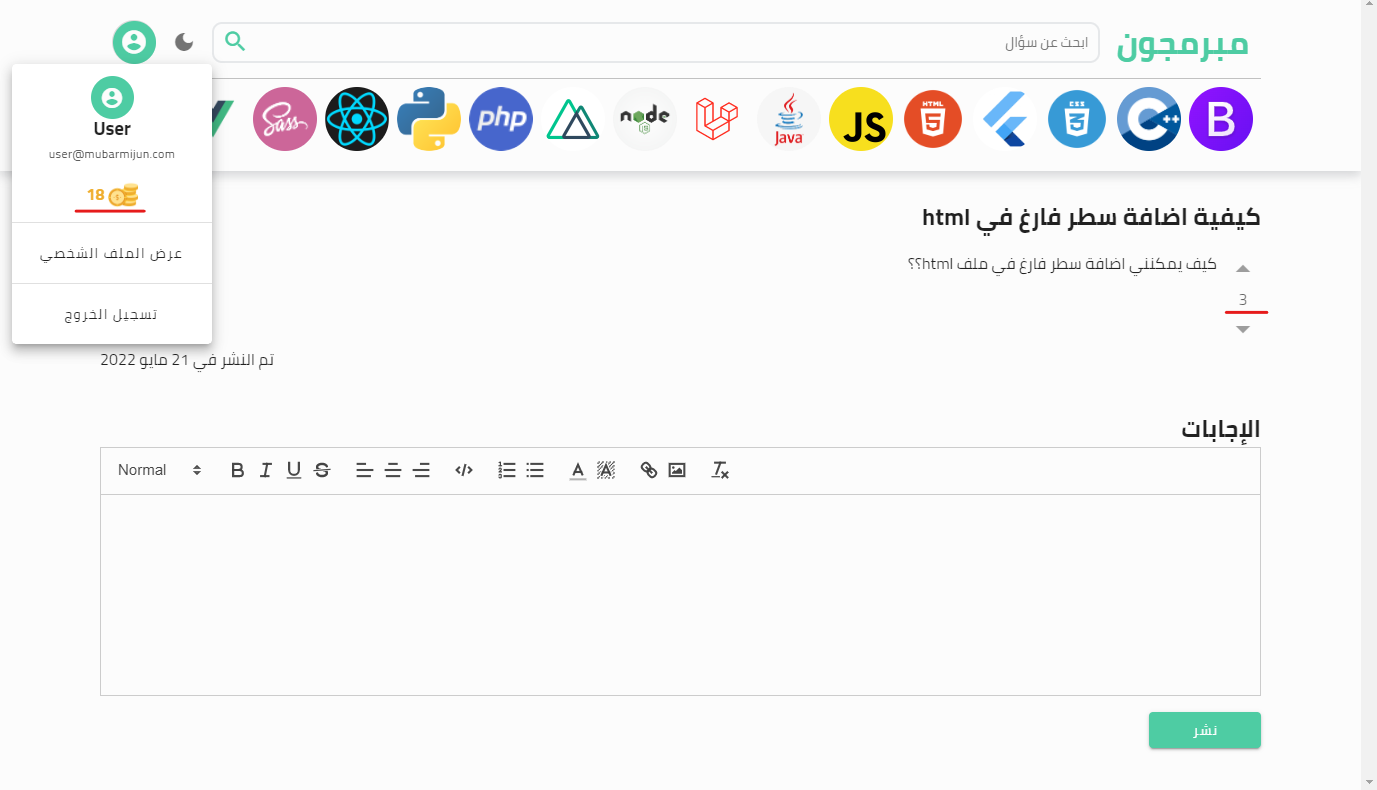 مبرمجون
ابحث عن سؤال
User
user@mubarmijun.com
18
عرض الملف الشخصي
تسجيل الخروج
B
C++
CSS
3
HTML
5
JS
Java
node
JS
php
Sass
كيفية اضافة سطر فارغ في html
كيف يمكنني اضافة سطر فارغ في ملف html؟؟
3
تم النشر في 21 مايو 2022
الإجابات
Normal
نشر